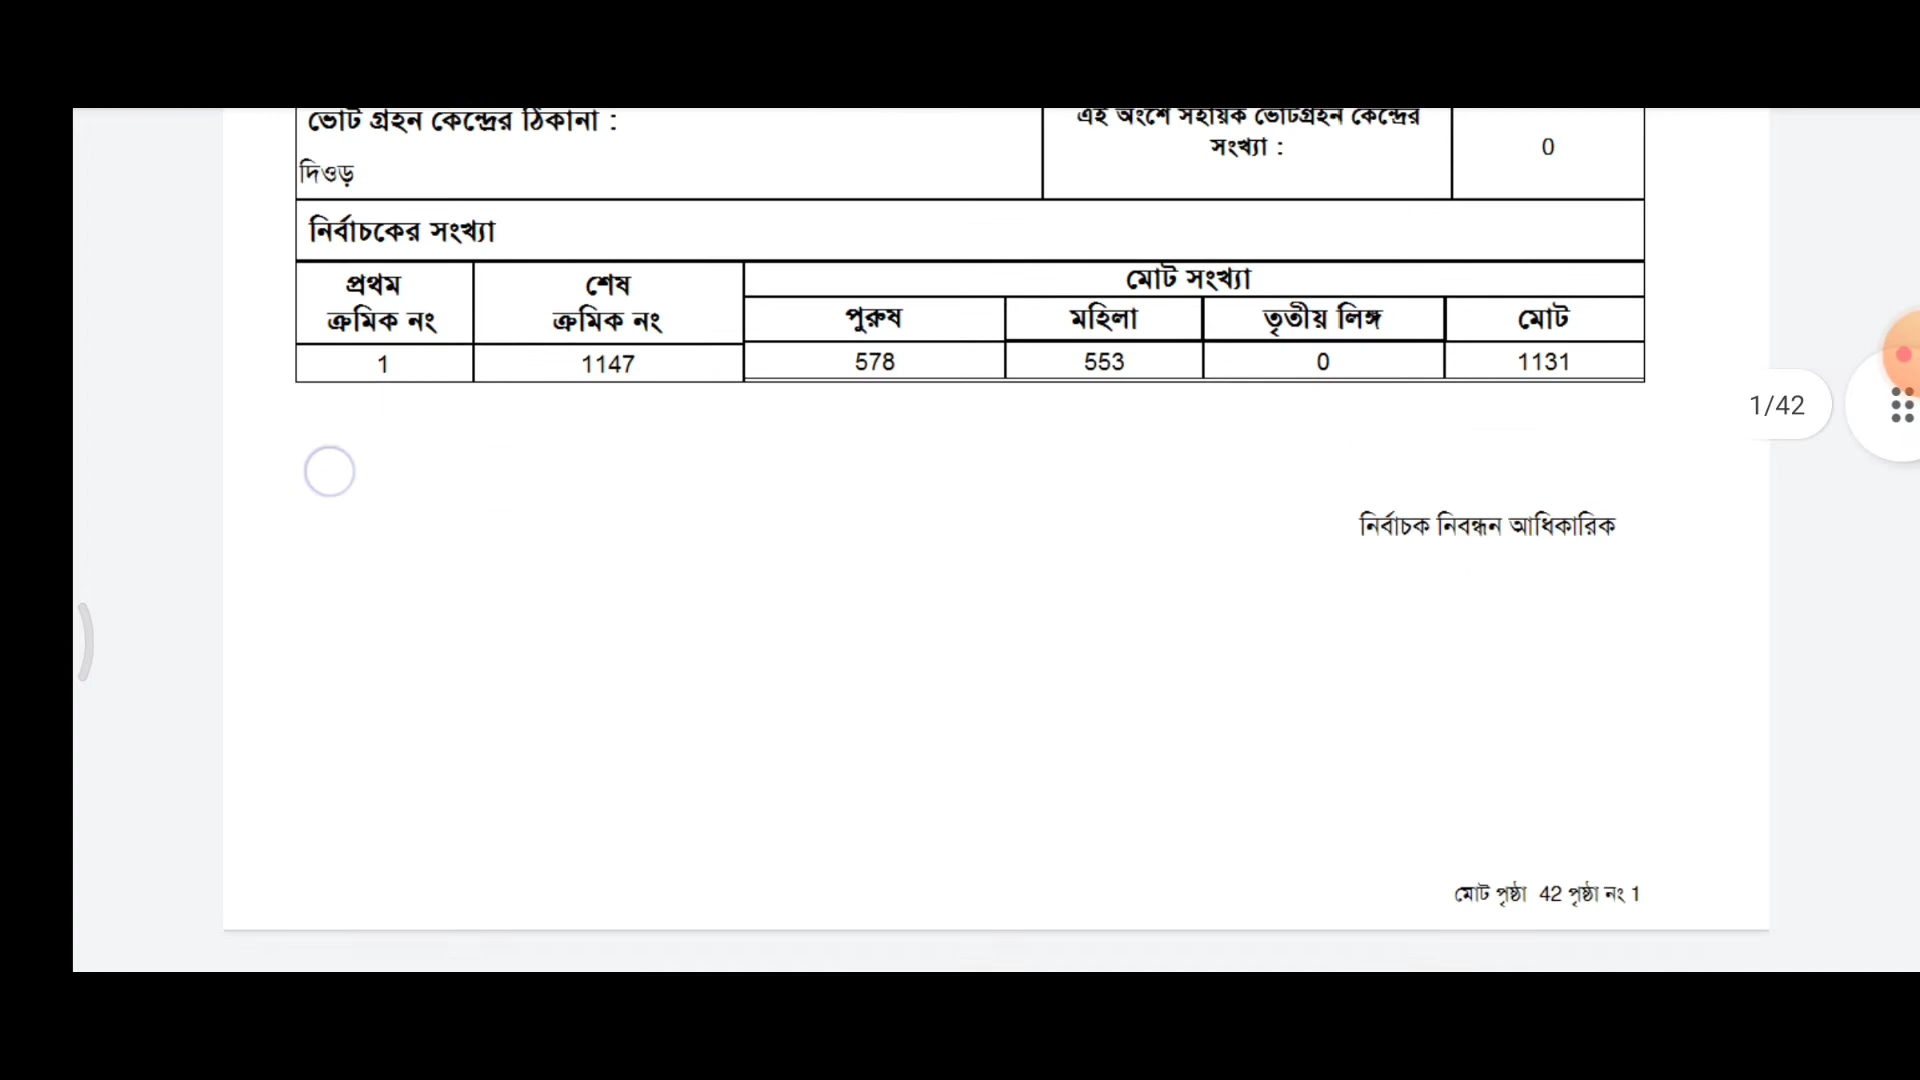 ভোট গ্রহন কেন্দ্রের ঠিকানা :
দিওড়
এই অংশে সহায়ক ভোটগ্রহন কেন্দ্রের
সংখ্যা :
0
নির্বাচকের সংখ্যা
প্রথম
ক্রমিক নং
শেষ
ক্রমিক নং
মোট সংখ্যা
পুরুষ
মহিলা
তৃতীয় লিঙ্গ
মোট
1
1147
578
553
0
1131
1/42
নির্বাচক নিবন্ধন আধিকারিক
মোট পৃষ্ঠা 42 পৃষ্ঠা নং 1